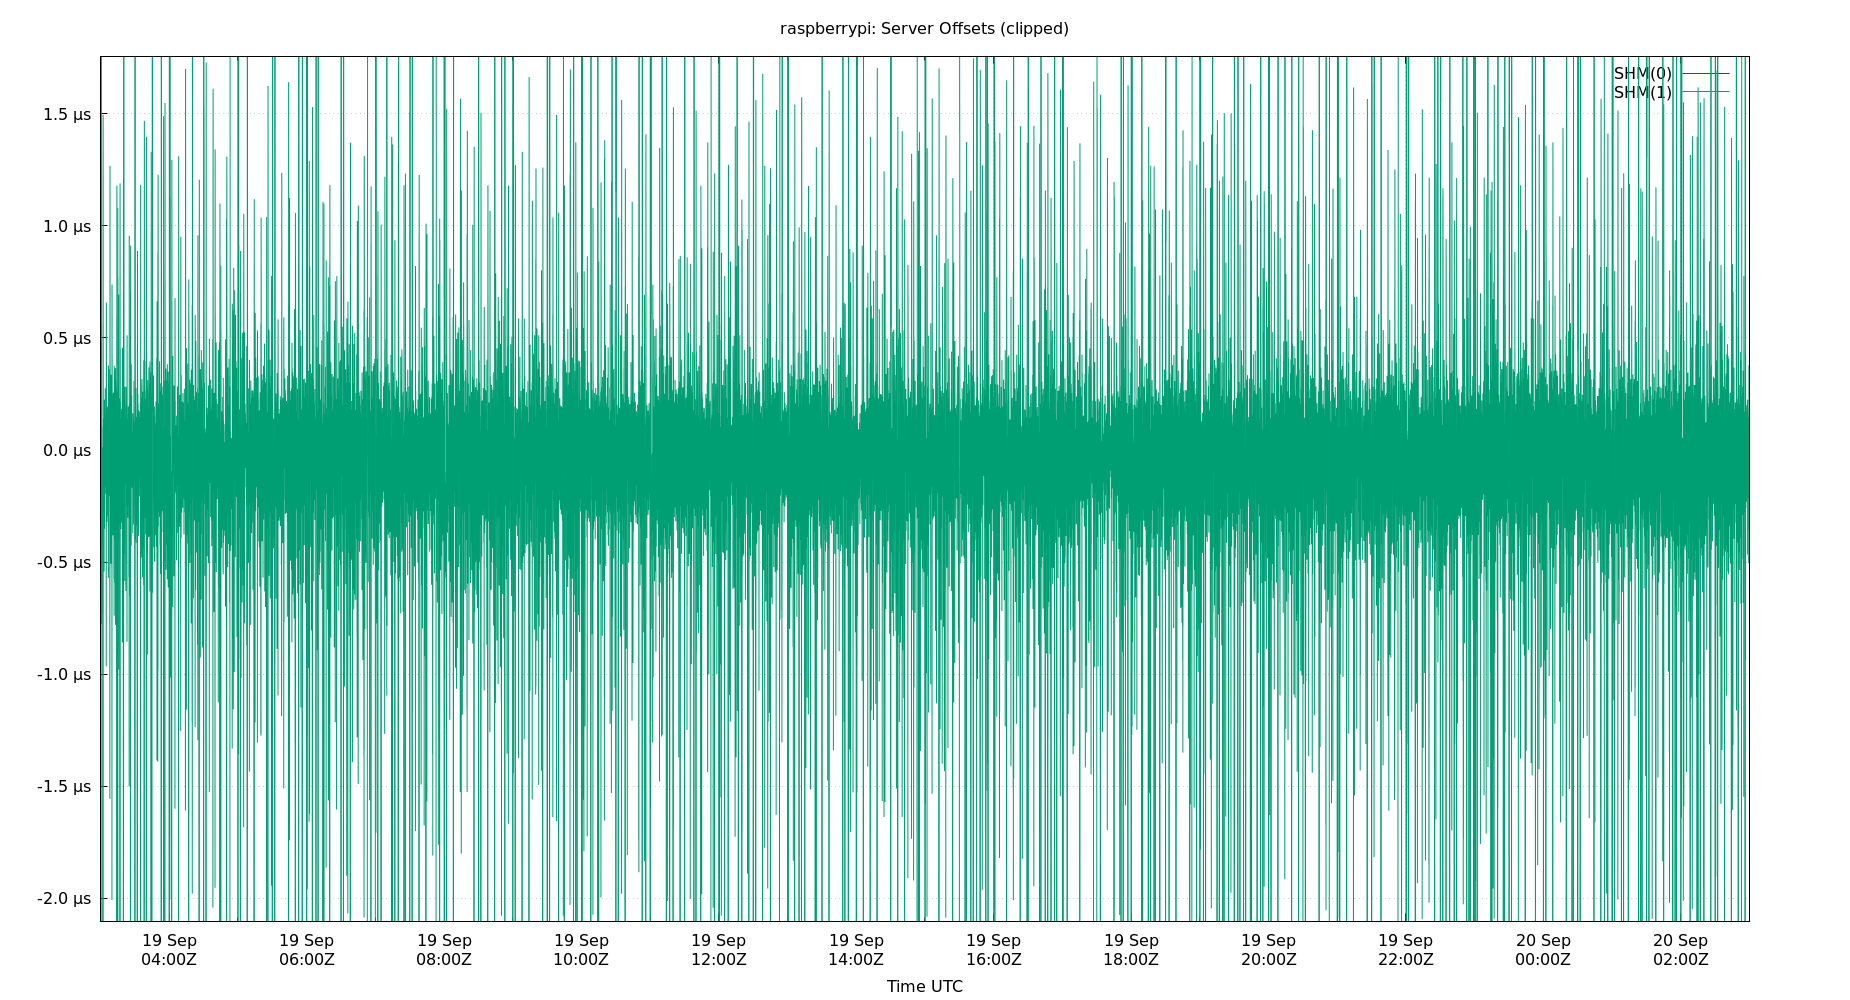 raspberrypi: Server Offsets (clipped)
SHM(0)
SHM(1)
1.5 µs
1.0 µs
0.5 µs
0.0 µs
-0.5 µs
-1.0 µs
-1.5 µs
-2.0 µs
19 Sep 19 Sep 19 Sep 19 Sep 19 Sep 19 Sep 19 Sep 19 Sep 19 Sep 19 Sep 20 Sep 20 Sep
04:00Z 06:00Z 08:00Z 10:00Z 12:00Z 14:00Z 16:00Z 18:00Z 20:00Z 22:00Z 00:00Z 02:00Z
Time UTC